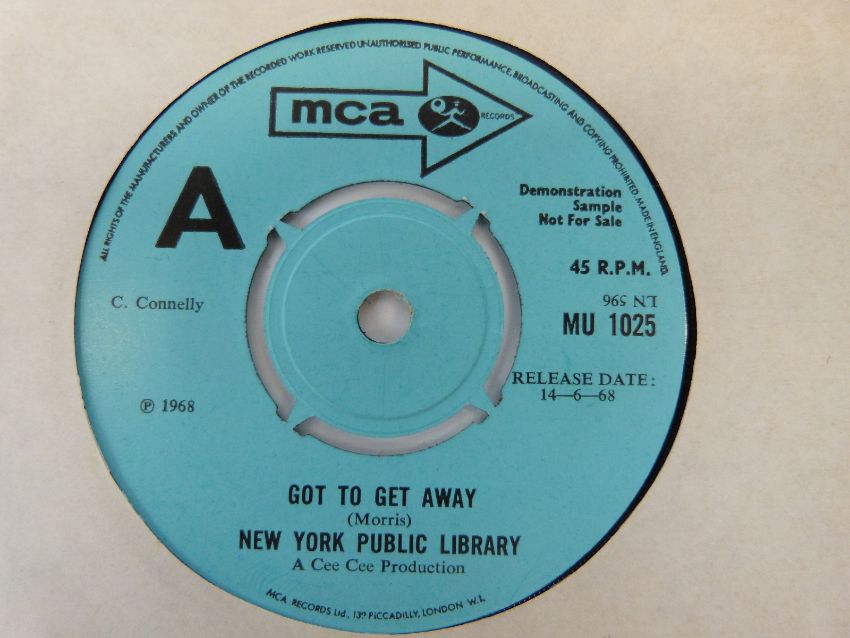 ALL RIGHTS OF THE MANUFACTURERS AND OWNER OF THE RECORDED WORK RESERVED UNAUTHORISED PUBLIC PERFORMANCE, BROADCASTING AND COPYING PROHIBITED. MADE IN ENGLAND
mca RECORDS
A
Demonstration
Sample
Not For Sale
45 R.P.M.
LN 596
MU 1025
C. Connelly
RELEASE DATE:
14—6—68
℗ 1968
GOT TO GET AWAY
(Morris)
NEW YORK PUBLIC LIBRARY
A Cee Cee Production
MCA RECORDS Ltd., 139 PICCADILLY, LONDON W.1.